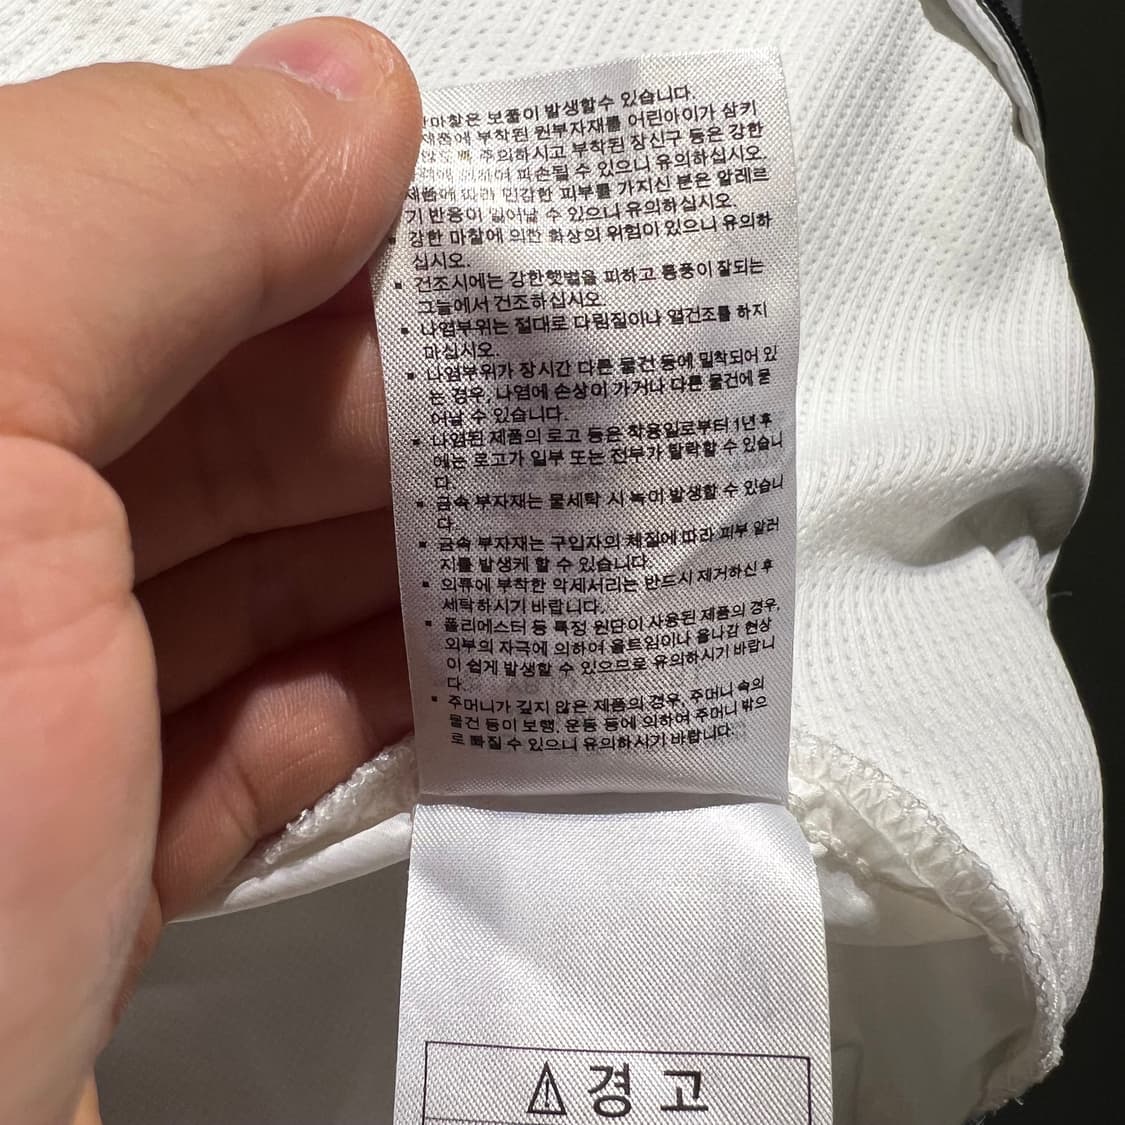 마찰은 보풀이 발생할수 있습니다.
제품에 부착된 원부자재를 어린아이가 삼키
않도록 주의하시고 부착된 장신구 등은 강한
의하여 파손될 수 있으니 유의하십시오.
제품에 따라 민감한 피부를 가지신 분은 알레르
기 반응이 일어날 수 있으니 유의하십시오.
▪ 강한 마찰에 의한 화상의 위험이 있으니 유의하
십시오.
▪ 건조시에는 강한햇볕을 피하고 통풍이 잘되는
그늘에서 건조하십시오.
▪ 나염부위는 절대로 다림질이나 열건조를 하지
마십시오.
▪ 나염부위가 장시간 다른 물건 등에 밀착되어 있
는 경우, 나염에 손상이 가거나 다른 물건에 묻
어날 수 있습니다.
▪ 나염된 제품의 로고 등은 착용일로부터 1년 후
에는 로고가 일부 또는 전부가 탈락할 수 있습니
다.
▪ 금속 부자재는 물세탁 시 녹이 발생할 수 있습니
다.
▪ 금속 부자재는 구입자의 체질에 따라 피부 알러
지를 발생케 할 수 있습니다.
▪ 의류에 부착한 악세서리는 반드시 제거하신 후
세탁하시기 바랍니다.
▪ 폴리에스터 등 특정 원단이 사용된 제품의 경우,
외부의 자극에 의하여 올트임이나 올나감 현상
이 쉽게 발생할 수 있으므로 유의하시기 바랍니
다.
▪ 주머니가 깊지 않은 제품의 경우, 주머니 속의
물건 등이 보행, 운동 등에 의하여 주머니 밖으
로 빠질 수 있으니 유의하시기 바랍니다.
경 고